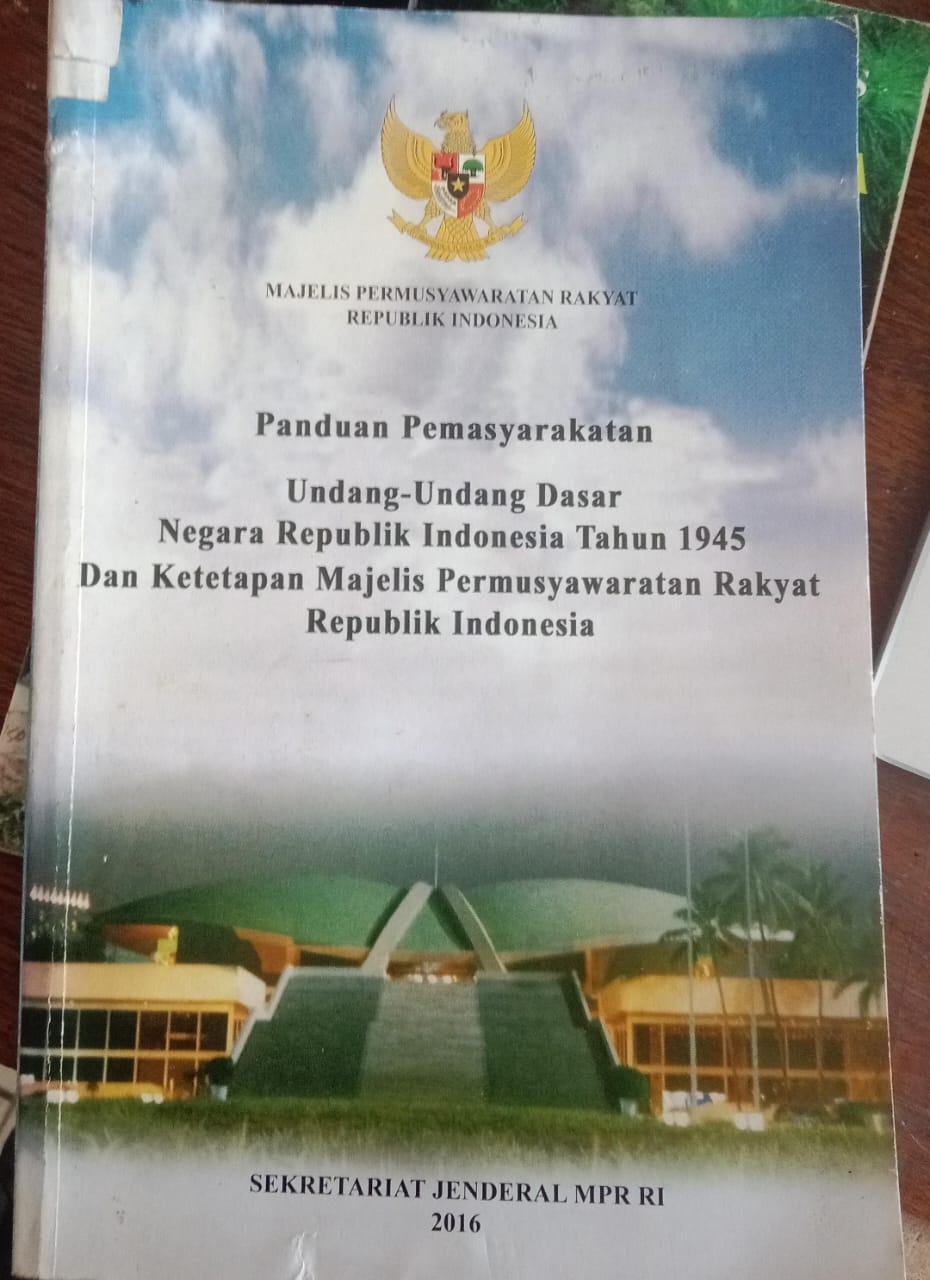 MAJELIS PERMUSYAWARATAN RAKYAT
REPUBLIK INDONESIA
Panduan Pemasyarakatan
Undang-Undang Dasar
Negara Republik Indonesia Tahun 1945
Dan Ketetapan Majelis Permusyawaratan Rakyat
Republik Indonesia
SEKRETARIAT JENDERAL MPR RI
2016